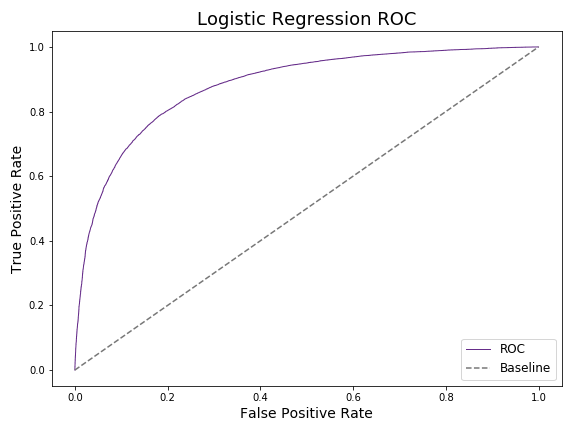 Logistic Regression ROC
True Positive Rate
1.0
0.8
0.6
0.4
0.2
0.0
ROC
Baseline
0.0 0.2 0.4 0.6 0.8 1.0
False Positive Rate